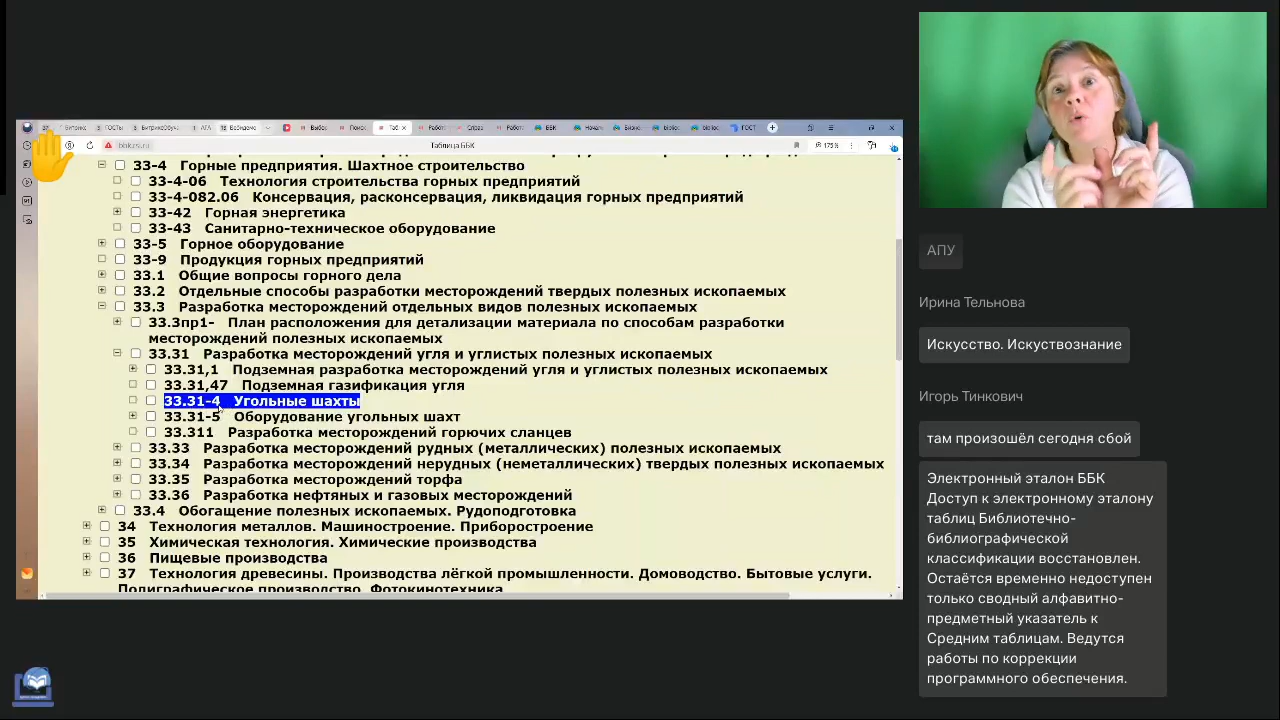 Таблица ББК
bbk.rsl.ru
175%
33-4 Горные предприятия. Шахтное строительство
33-4-06 Технология строительства горных предприятий
33-4-082.06 Консервация, расконсервация, ликвидация горных предприятий
33-42 Горная энергетика
33-43 Санитарно-техническое оборудование
33-5 Горное оборудование
33-9 Продукция горных предприятий
33.1 Общие вопросы горного дела
33.2 Отдельные способы разработки месторождений твердых полезных ископаемых
33.3 Разработка месторождений отдельных видов полезных ископаемых
33.3пр1- План расположения для детализации материала по способам разработки
месторождений полезных ископаемых
33.31 Разработка месторождений угля и углистых полезных ископаемых
33.31,1 Подземная разработка месторождений угля и углистых полезных ископаемых
33.31,47 Подземная газификация угля
33.31-4 Угольные шахты
33.31-5 Оборудование угольных шахт
33.311 Разработка месторождений горючих сланцев
33.33 Разработка месторождений рудных (металлических) полезных ископаемых
33.34 Разработка месторождений нерудных (неметаллических) твердых полезных ископаемых
33.35 Разработка месторождений торфа
33.36 Разработка нефтяных и газовых месторождений
33.4 Обогащение полезных ископаемых. Рудоподготовка
34 Технология металлов. Машиностроение. Приборостроение
35 Химическая технология. Химические производства
36 Пищевые производства
37 Технология древесины. Производства лёгкой промышленности. Домоводство. Бытовые услуги.
Полиграфическое производство. Фотокинотехника
АПУ
Ирина Тельнова
Искусство. Искуствознание
Игорь Тинкович
там произошёл сегодня сбой
Электронный эталон ББК
Доступ к электронному эталону
таблиц Библиотечно-
библиографической
классификации восстановлен.
Остаётся временно недоступен
только сводный алфавитно-
предметный указатель к
Средним таблицам. Ведутся
работы по коррекции
программного обеспечения.